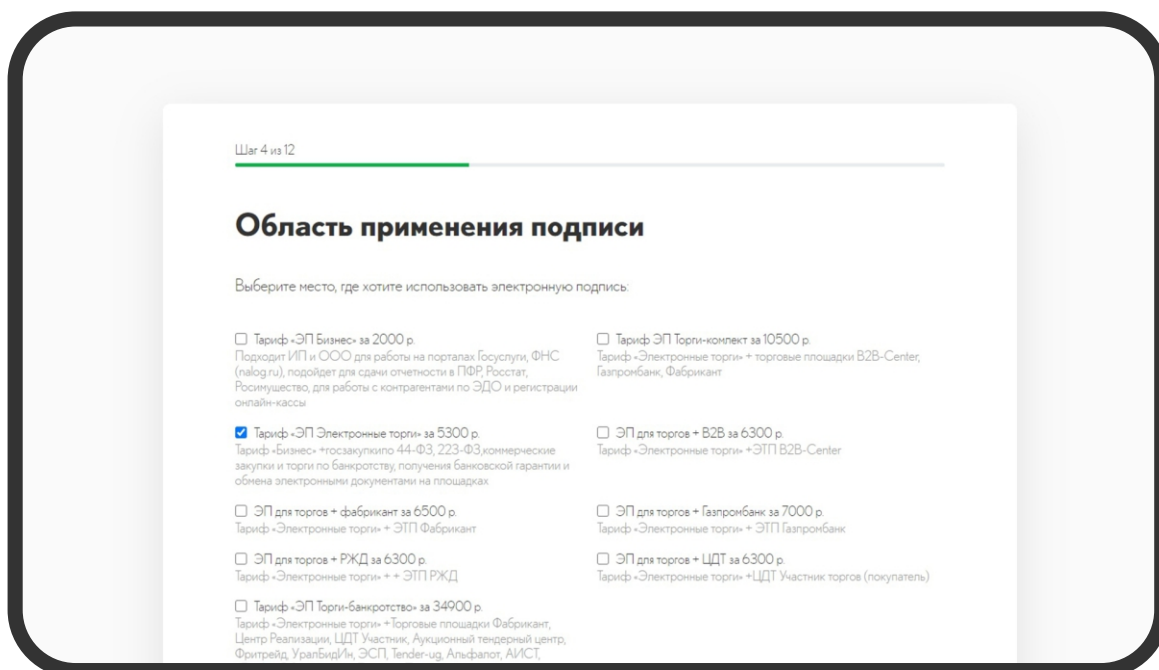 Шаг 4 из 12
Область применения подписи
Выберите место, где хотите использовать электронную подпись:
Тариф «ЭП Бизнес» за 2000 р.
Подходит ИП и ООО для работы на порталах Госуслуги, ФНС
(nalog.ru), подойдет для сдачи отчетности в ПФР, Росстат,
Росимущество, для работы с контрагентами по ЭДО и регистрации
онлайн-кассы
Тариф ЭП Торги-комплект за 10500 р.
Тариф «Электронные торги» + торговые площадки B2B-Center,
Газпромбанк, Фабрикант
Тариф «ЭП Электронные торги» за 5300 р.
Тариф «Бизнес» +госзакупкипо 44-ФЗ, 223-ФЗ,коммерческие
закупки и торги по банкротству, получения банковской гарантии и
обмена электронными документами на площадках
ЭП для торгов + B2B за 6300 р.
Тариф «Электронные торги» +ЭТП B2B-Center
ЭП для торгов + фабрикант за 6500 р.
Тариф «Электронные торги» + ЭТП Фабрикант
ЭП для торгов + Газпромбанк за 7000 р.
Тариф «Электронные торги» + ЭТП Газпромбанк
ЭП для торгов + РЖД за 6300 р.
Тариф «Электронные торги» + + ЭТП РЖД
ЭП для торгов + ЦДТ за 6300 р.
Тариф «Электронные торги» +ЦДТ Участник торгов (покупатель)
Тариф «ЭП Торги-банкротство» за 34900 р.
Тариф «Электронные торги» +Торговые площадки Фабрикант,
Центр Реализации, ЦДТ Участник, Аукционный тендерный центр,
Фритрейд, УралБидИн, ЭСП, Tender-ug, Альфалот, АИСТ,